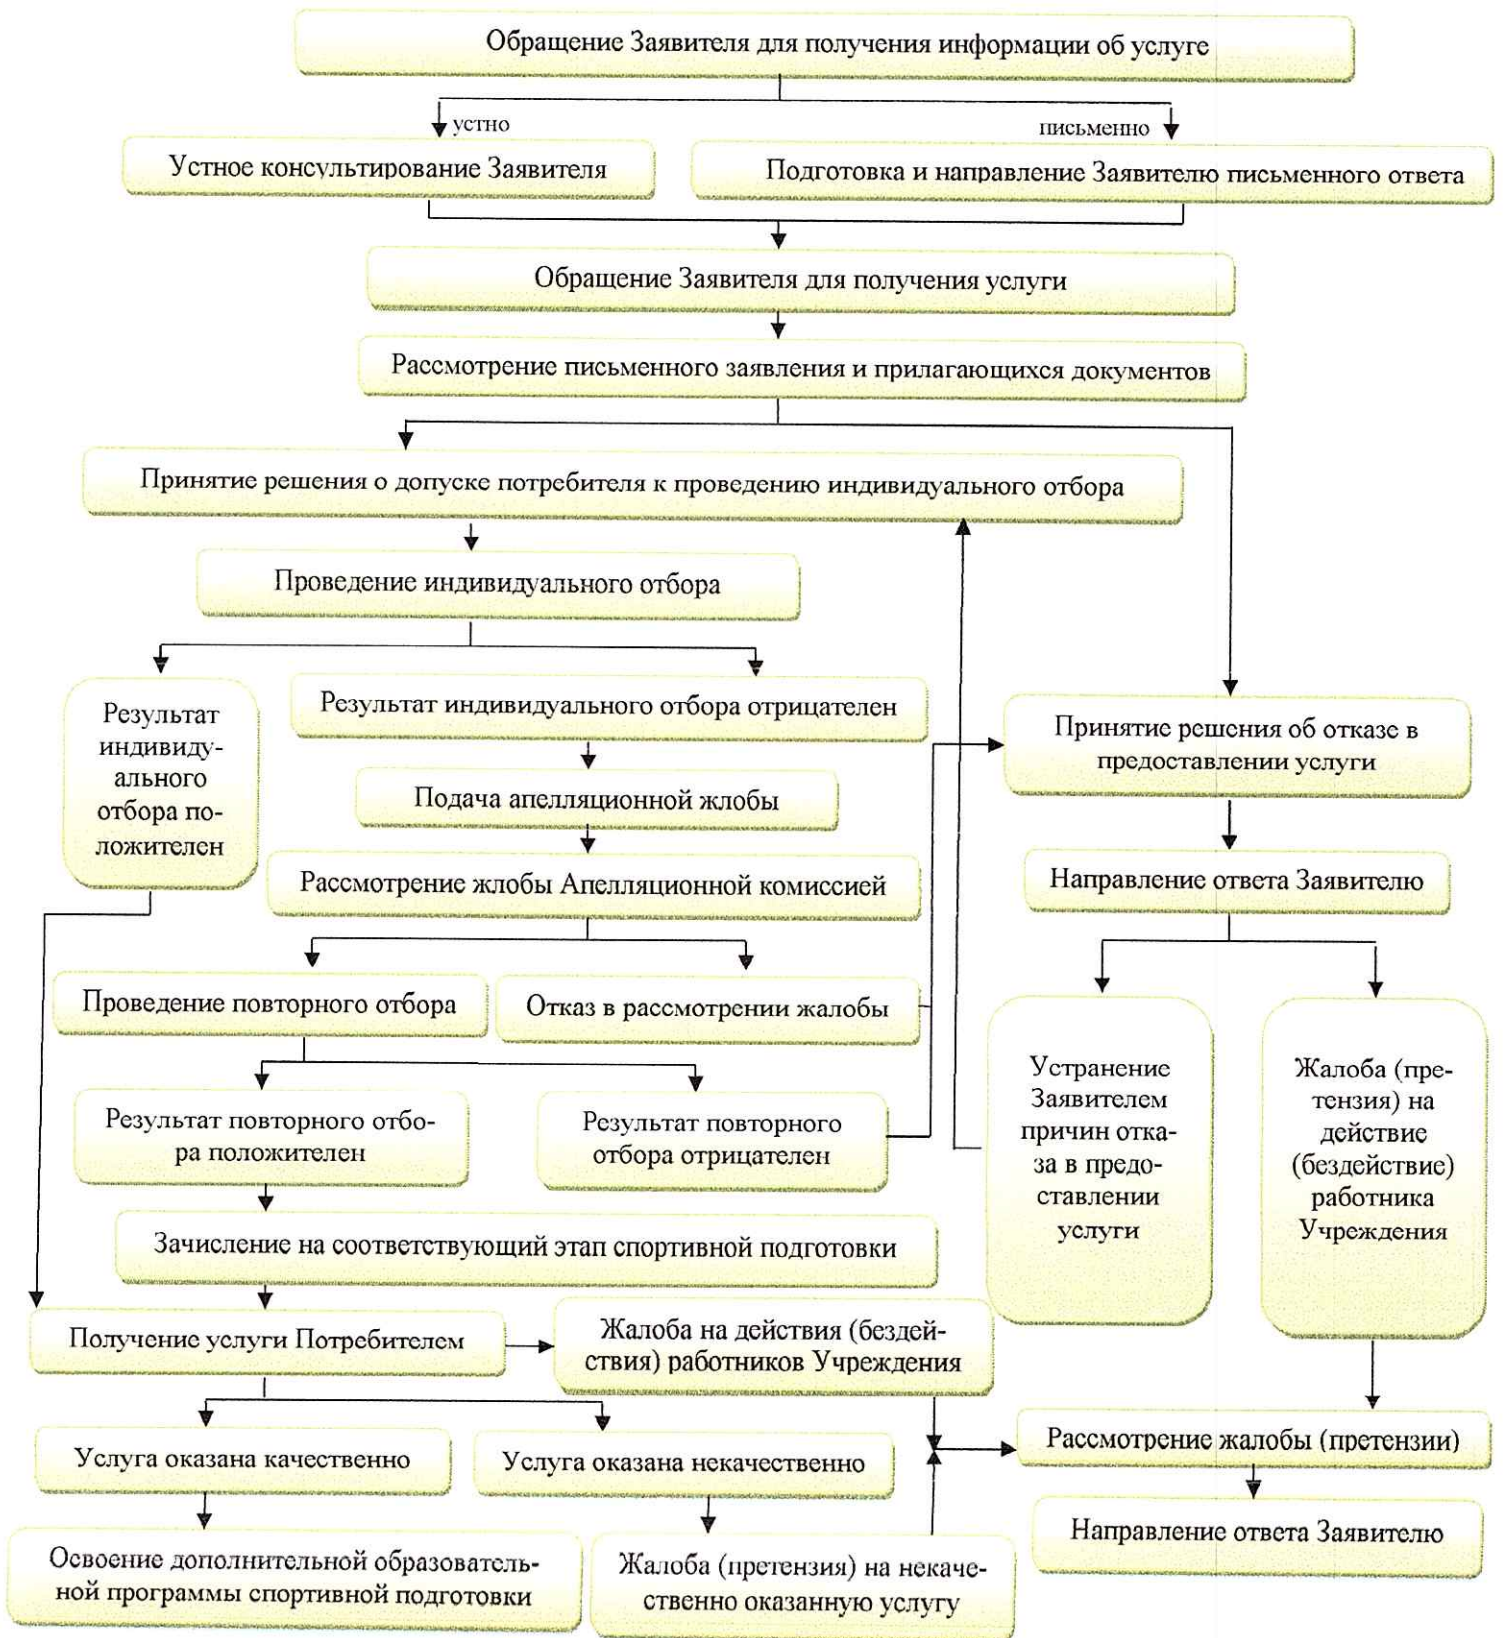 Обращение Заявителя для получения информации об услуге
устно
письменно
Устное консультирование Заявителя
Подготовка и направление Заявителю письменного ответа
Обращение Заявителя для получения услуги
Рассмотрение письменного заявления и прилагающихся документов
Принятие решения о допуске потребителя к проведению индивидуального отбора
Проведение индивидуального отбора
Результат
индивиду-
ального
отбора по-
ложителен
Результат индивидуального отбора отрицателен
Принятие решения об отказе в
предоставлении услуги
Подача апелляционной жлобы
Рассмотрение жлобы Апелляционной комиссией
Направление ответа Заявителю
Проведение повторного отбора
Отказ в рассмотрении жалобы
Устранение
Заявителем
причин отка-
за в предо-
ставлении
услуги
Жалоба (пре-
тензия) на
действие
(бездействие)
работника
Учреждения
Результат повторного отбо-
ра положителен
Результат повторного
отбора отрицателен
Зачисление на соответствующий этап спортивной подготовки
Получение услуги Потребителем
Жалоба на действия (бездей-
ствия) работников Учреждения
Услуга оказана качественно
Услуга оказана некачественно
Рассмотрение жалобы (претензии)
Освоение дополнительной образователь-
ной программы спортивной подготовки
Жалоба (претензия) на некаче-
ственно оказанную услугу
Направление ответа Заявителю